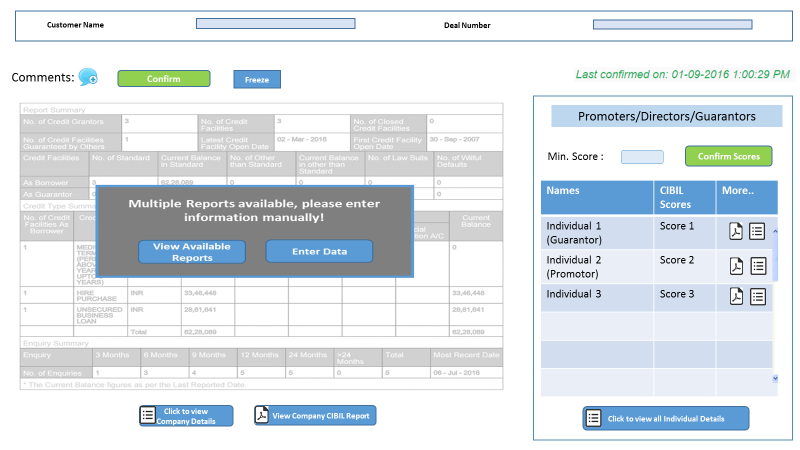 Customer Name
Deal Number
Comments:
Confirm
Freeze
Last confirmed on: 01-09-2016 1:00:29 PM
Report Summary
No. of Credit Grantors 3 No. of Credit Facilities 3 No. of Closed Credit Facilities 0
No. of Credit Facilities Guaranteed by Others 1 Latest Credit Facility Open Date 02 - Mar - 2016 First Credit Facility Open Date 30 - Sep - 2007
Credit Facilities No. of Standard Current Balance in Standard No. of Other than Standard Current Balance in other than Standard No. of Law Suits No. of Wilful Defaults
As Borrower 3 62,28,089 0 0 0 0
As Guarantor 0
Credit Type
No. of Credit Facilities As Borrower
Current Balance
Multiple Reports available, please enter
information manually!
View Available
Reports
Enter Data
1
0
1 HIRE PURCHASE INR 33,46,448 33,46,448
1 UNSECURED BUSINESS LOAN INR 28,81,641 28,81,641
Total 62,28,089 62,28,089
Enquiry Summary
Enquiry 3 Months 6 Months 9 Months 12 Months 24 Months >24 Months Total Most Recent Date
No. of Enquiries 1 3 4 5 5 0 5 06 - Jul - 2016
* The Current Balance figures as per the Last Reported Date.
Click to view
Company Details
View Company CIBIL Report
Promoters/Directors/Guarantors
Min. Score :
Confirm Scores
Names CIBIL Scores More..
Individual 1 (Guarantor) Score 1
Individual 2 (Promotor) Score 2
Individual 3 Score 3
Click to view all Individual Details